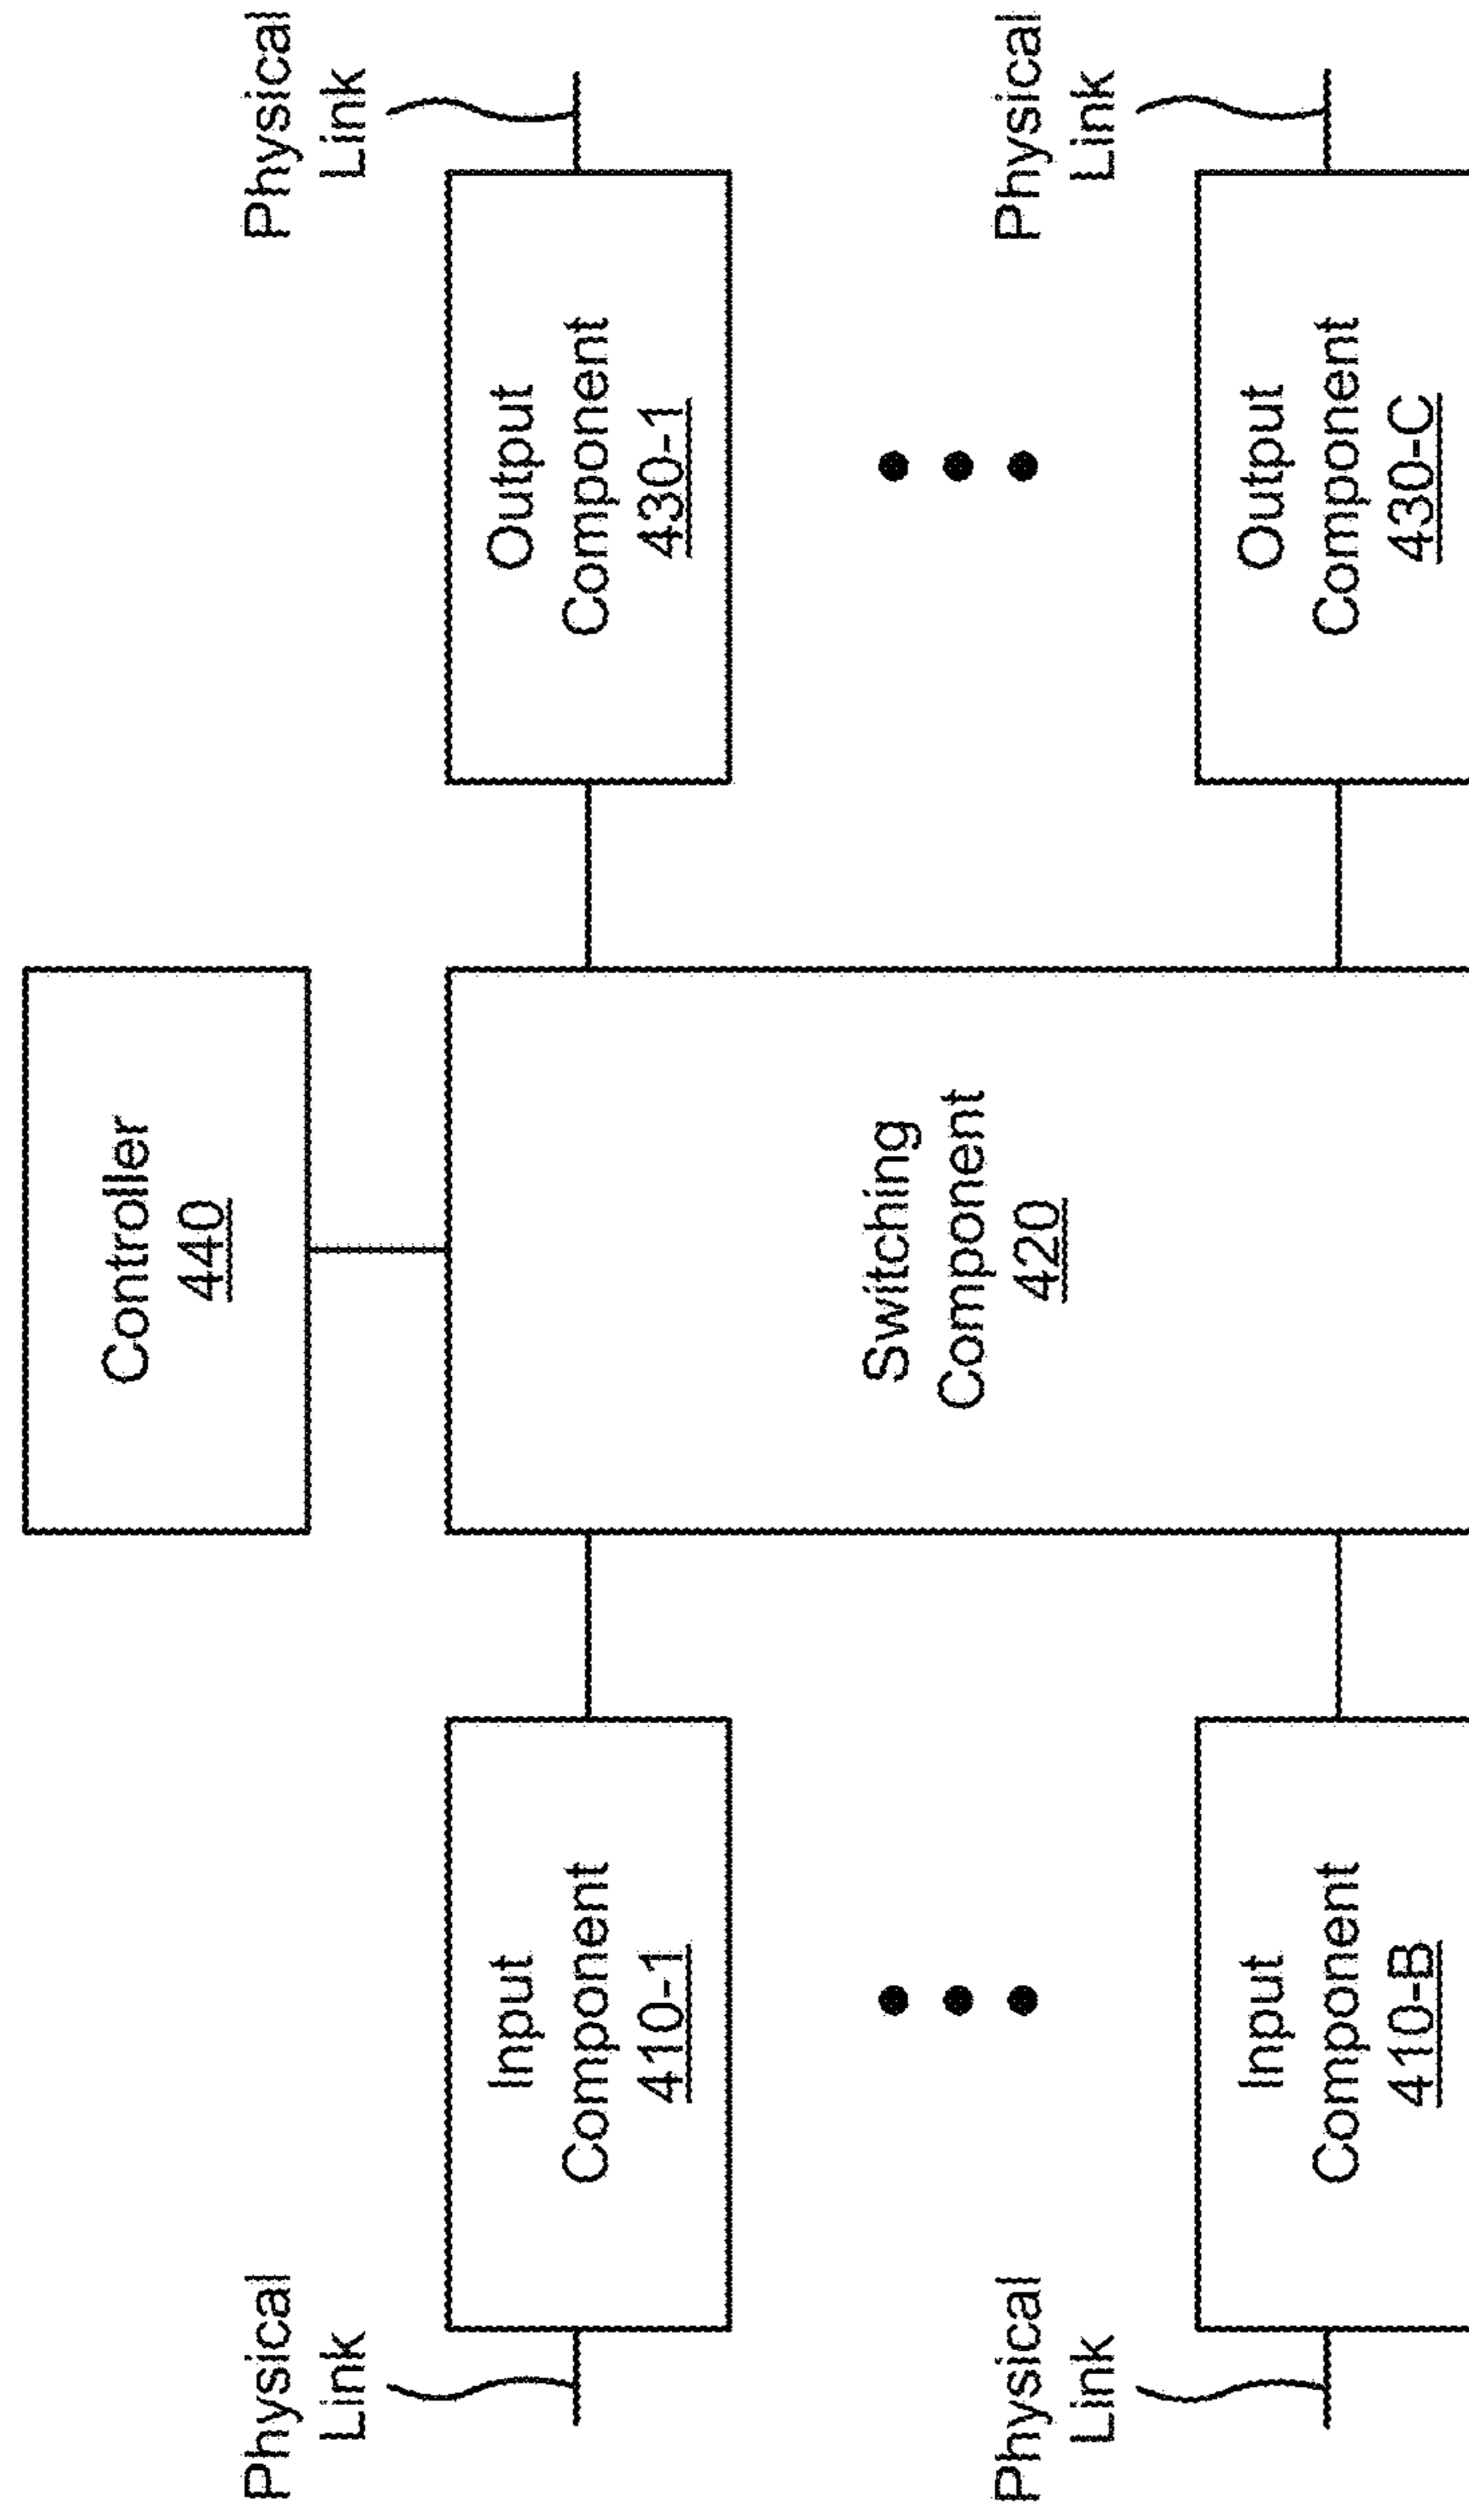 Controller
440
Physical
Link
Input
Component
410-1
Switching
Component
420
Output
Component
430-1
Physical
Link
Physical
Link
Input
Component
410-B
Output
Component
430-C
Physical
Link